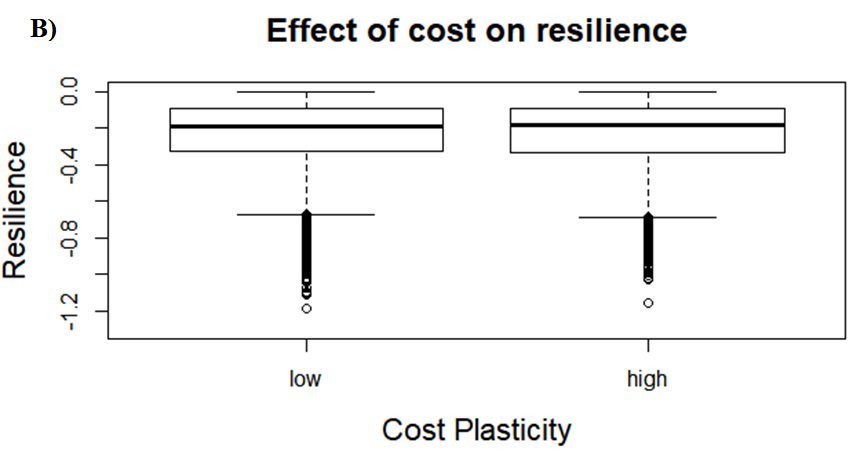 B)
Effect of cost on resilience
Resilience
0.0
-0.4
-0.8
-1.2
low
high
Cost Plasticity